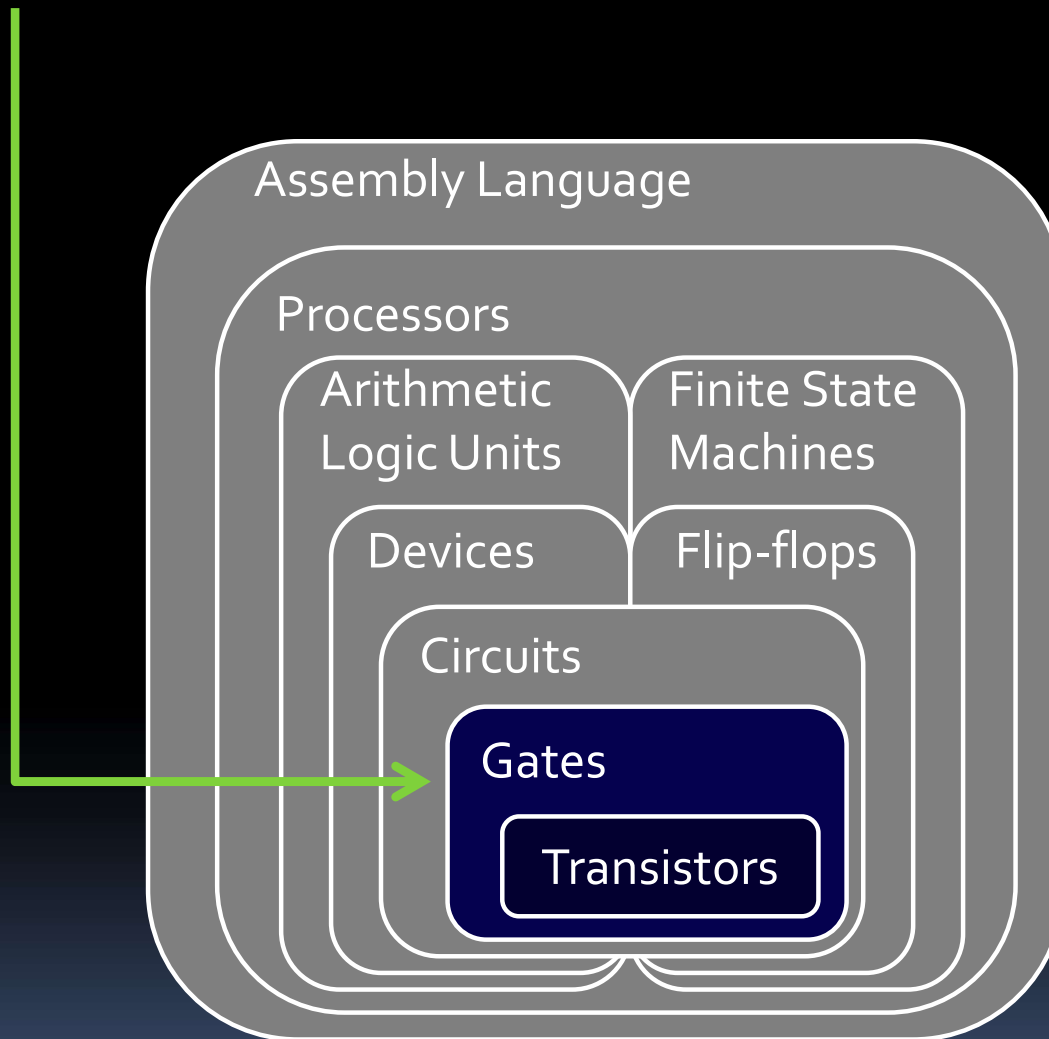 Assembly Language
Processors
Arithmetic
Logic Units
Finite State
Machines
Devices
Flip-flops
Circuits
Gates
Transistors